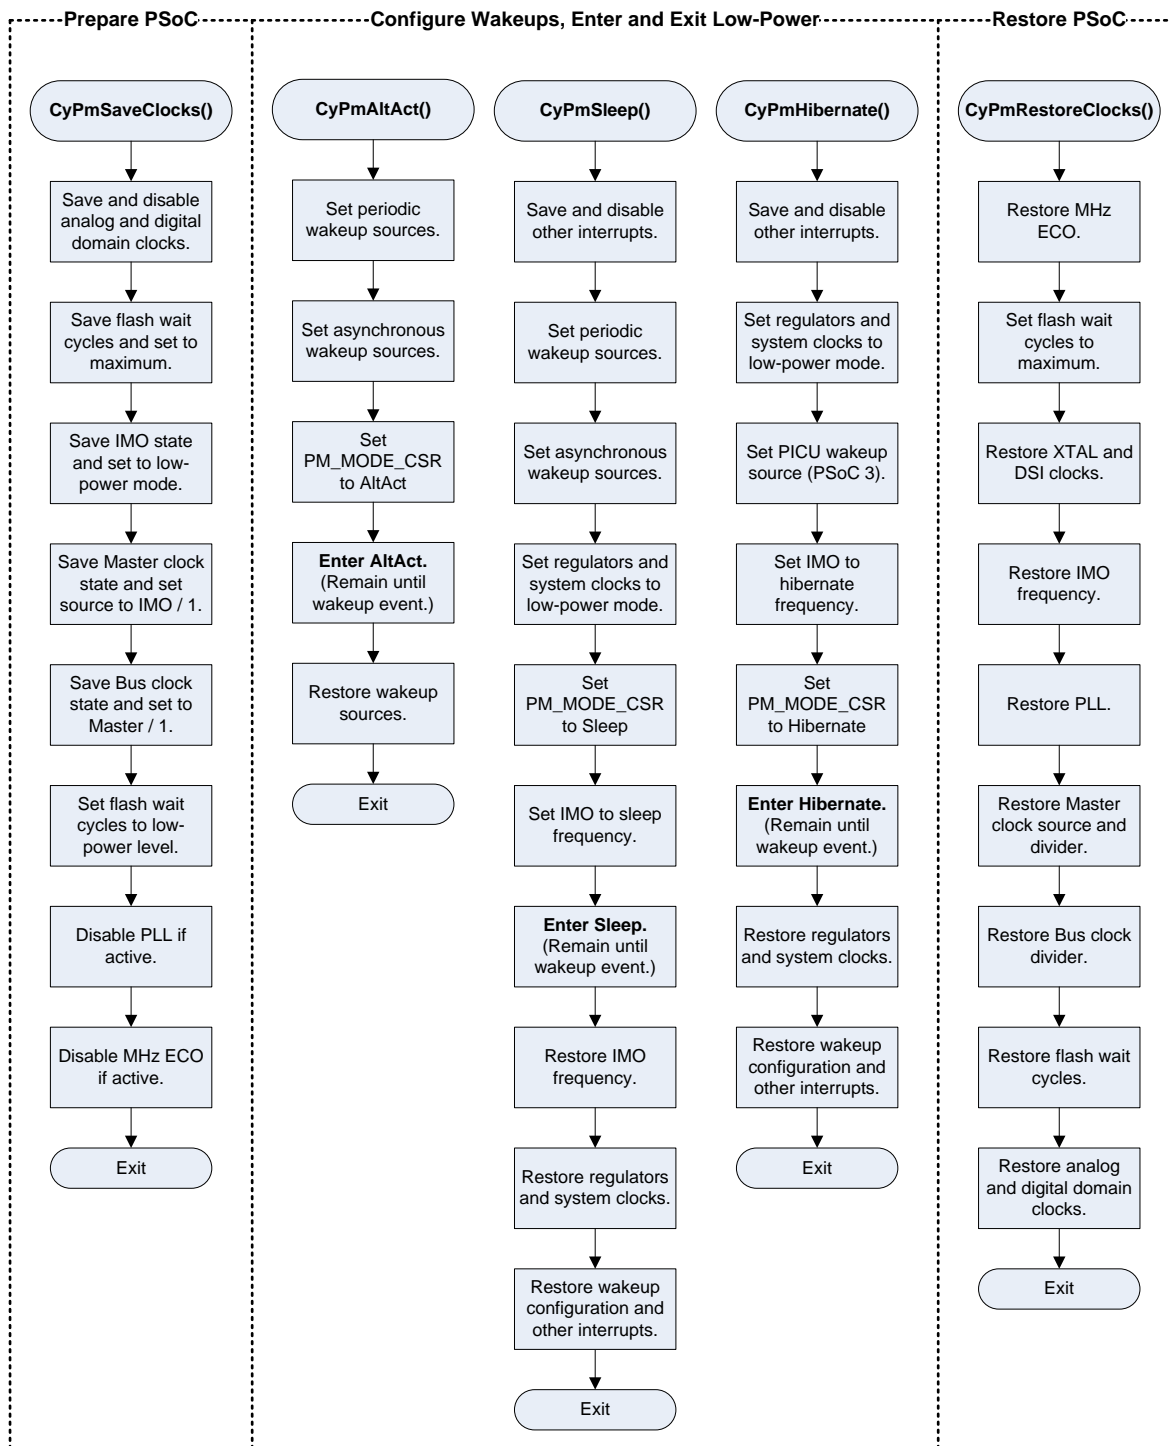 Prepare PSoC
Configure Wakeups, Enter and Exit Low-Power
Restore PSoC
CyPmSaveClocks()
Save and disable
analog and digital
domain clocks.
Save flash wait
cycles and set to
maximum.
Save IMO state
and set to low-
power mode.
Save Master clock
state and set
source to IMO / 1.
Save Bus clock
state and set to
Master / 1.
Set flash wait
cycles to low-
power level.
Disable PLL if
active.
Disable MHz ECO
if active.
Exit
CyPmAltAct()
Set periodic
wakeup sources.
Set asynchronous
wakeup sources.
Set
PM_MODE_CSR
to AltAct
Enter AltAct.
(Remain until
wakeup event.)
Restore wakeup
sources.
Exit
CyPmSleep()
Save and disable
other interrupts.
Set periodic
wakeup sources.
Set asynchronous
wakeup sources.
Set regulators and
system clocks to
low-power mode.
Set
PM_MODE_CSR
to Sleep
Set IMO to sleep
frequency.
Enter Sleep.
(Remain until
wakeup event.)
Restore IMO
frequency.
Restore regulators
and system clocks.
Restore wakeup
configuration and
other interrupts.
Exit
CyPmHibernate()
Save and disable
other interrupts.
Set regulators and
system clocks to
low-power mode.
Set PICU wakeup
source (PSoC 3).
Set IMO to
hibernate
frequency.
Set
PM_MODE_CSR
to Hibernate
Enter Hibernate.
(Remain until
wakeup event.)
Restore regulators
and system clocks.
Restore wakeup
configuration and
other interrupts.
Exit
CyPmRestoreClocks()
Restore MHz
ECO.
Set flash wait
cycles to
maximum.
Restore XTAL and
DSI clocks.
Restore IMO
frequency.
Restore PLL.
Restore Master
clock source and
divider.
Restore Bus clock
divider.
Restore flash wait
cycles.
Restore analog
and digital domain
clocks.
Exit